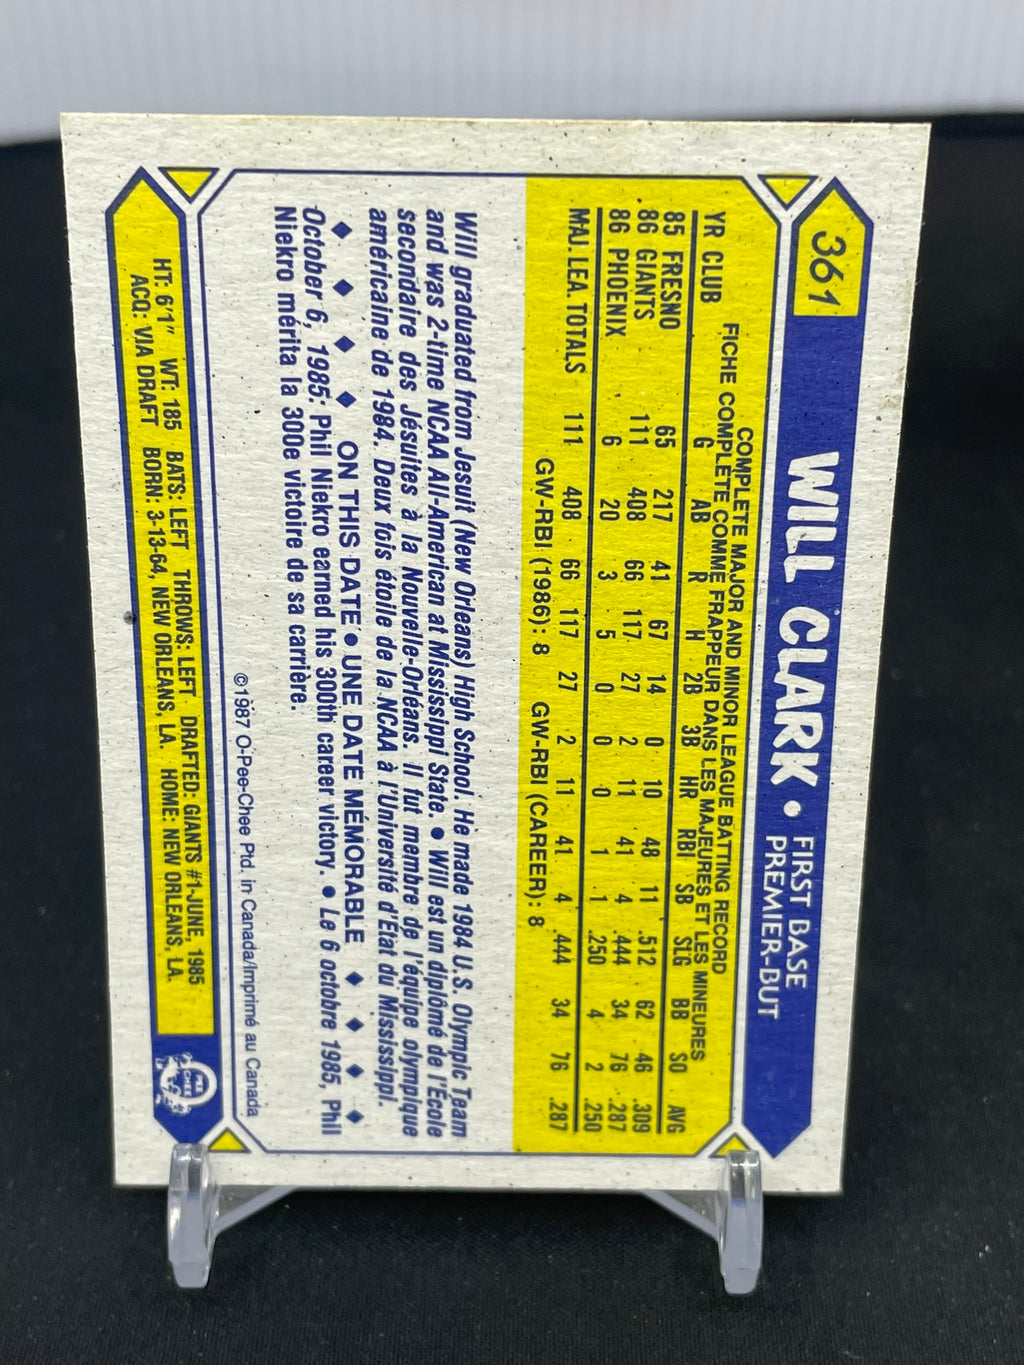 361
WILL CLARK • FIRST BASE
PREMIER-BUT
COMPLETE MAJOR AND MINOR LEAGUE BATTING RECORD
FICHE COMPLÈTE COMME FRAPPEUR DANS LES MAJEURES ET LES MINEURES
YR CLUB G AB R H 2B 3B HR RBI SB SLG BB SO AVG
85 FRESNO 65 217 41 67 14 0 10 48 11 .512 62 46 .309
86 GIANTS 111 408 66 117 27 2 11 41 4 .444 34 76 .287
86 PHOENIX 6 20 3 5 0 0 0 1 1 .250 4 2 .250
MAJ. LEA. TOTALS 111 408 66 117 27 2 11 41 4 .444 34 76 .287
GW-RBI (1986): 8 GW-RBI (CAREER): 8
Will graduated from Jesuit (New Orleans) High School. He made 1984 U.S. Olympic Team
and was 2-time NCAA All-American at Mississippi State. • Will est un diplômé de l'École
secondaire des Jésuites à la Nouvelle-Orléans. Il fut membre de l'équipe olympique
américaine de 1984. Deux fois étoile de la NCAA à l'Université d'État du Mississippi.
◆ ◆ ◆ ◆ ON THIS DATE • UNE DATE MÉMORABLE ◆ ◆ ◆ ◆
October 6, 1985: Phil Niekro earned his 300th career victory. • Le 6 octobre 1985, Phil
Niekro mérita la 300e victoire de sa carrière.
©1987 O-Pee-Chee Ptd. in Canada/Imprimé au Canada
HT: 6'1" WT: 185 BATS: LEFT THROWS: LEFT DRAFTED: GIANTS #1-JUNE, 1985
ACQ: VIA DRAFT BORN: 3-13-64, NEW ORLEANS, LA. HOME: NEW ORLEANS, LA.
O
PEE
CHEE